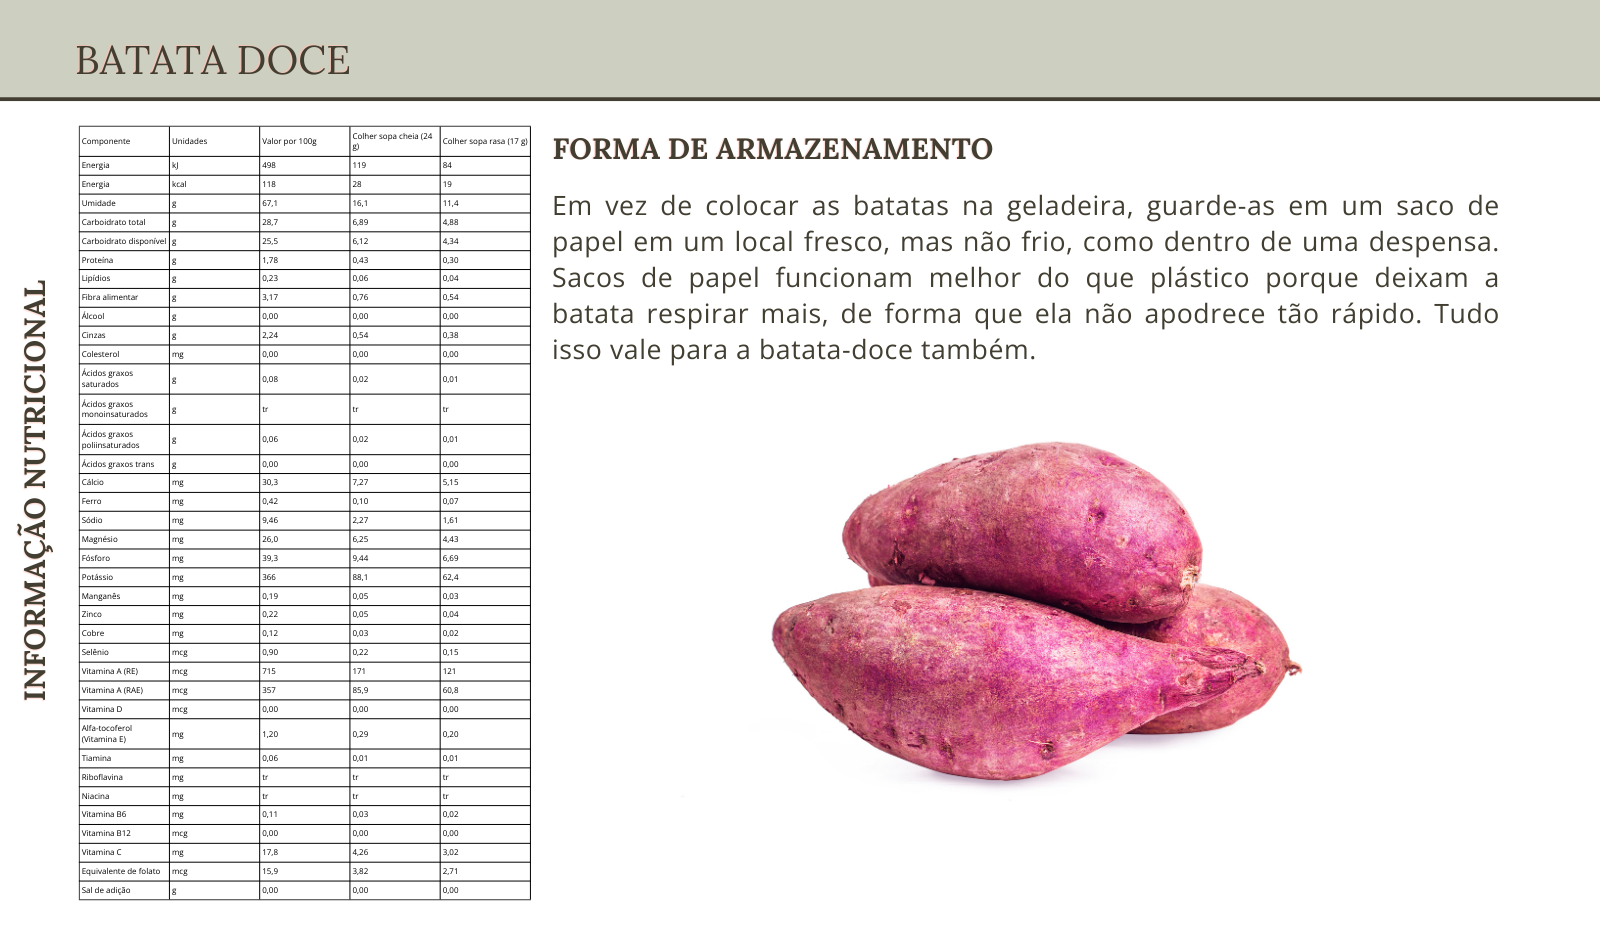 BATATA DOCE
INFORMAÇÃO NUTRICIONAL
Componente Unidades Valor por 100g Colher sopa cheia (24 g) Colher sopa rasa (17 g)
Energia kJ 498 119 84
Energia kcal 118 28 19
Umidade g 67,1 16,1 11,4
Carboidrato total g 28,7 6,89 4,88
Carboidrato disponível g 25,5 6,12 4,34
Proteína g 1,78 0,43 0,30
Lipídios g 0,23 0,06 0,04
Fibra alimentar g 3,17 0,76 0,54
Álcool g 0,00 0,00 0,00
Cinzas g 2,24 0,54 0,38
Colesterol mg 0,00 0,00 0,00
Ácidos graxos saturados g 0,08 0,02 0,01
Ácidos graxos monoinsaturados g tr tr tr
Ácidos graxos poliinsaturados g 0,06 0,02 0,01
Ácidos graxos trans g 0,00 0,00 0,00
Cálcio mg 30,3 7,27 5,15
Ferro mg 0,42 0,10 0,07
Sódio mg 9,46 2,27 1,61
Magnésio mg 26,0 6,25 4,43
Fósforo mg 39,3 9,44 6,69
Potássio mg 366 88,1 62,4
Manganês mg 0,19 0,05 0,03
Zinco mg 0,22 0,05 0,04
Cobre mg 0,12 0,03 0,02
Selênio mcg 0,90 0,22 0,15
Vitamina A (RE) mcg 715 171 121
Vitamina A (RAE) mcg 357 85,9 60,8
Vitamina D mcg 0,00 0,00 0,00
Alfa-tocoferol (Vitamina E) mg 1,20 0,29 0,20
Tiamina mg 0,06 0,01 0,01
Riboflavina mg tr tr tr
Niacina mg tr tr tr
Vitamina B6 mg 0,11 0,03 0,02
Vitamina B12 mcg 0,00 0,00 0,00
Vitamina C mg 17,8 4,26 3,02
Equivalente de folato mcg 15,9 3,82 2,71
Sal de adição g 0,00 0,00 0,00
FORMA DE ARMAZENAMENTO
Em vez de colocar as batatas na geladeira, guarde-as em um saco de
papel em um local fresco, mas não frio, como dentro de uma despensa.
Sacos de papel funcionam melhor do que plástico porque deixam a
batata respirar mais, de forma que ela não apodrece tão rápido. Tudo
isso vale para a batata-doce também.